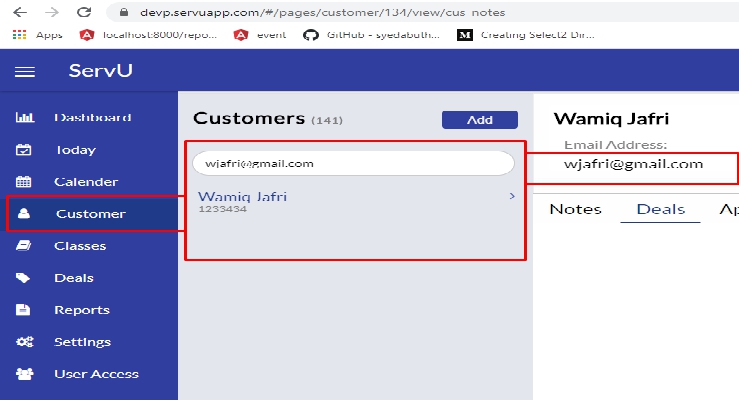 devp.servuapp.com/#/pages/customer/134/view/cus_notes
Apps localhost:8000/repo... event GitHub - syedabuth... M Creating Select2 Dir...
ServU
Dashboard
Today
Calender
Customer
Classes
Deals
Reports
Settings
User Access
Customers (141) Add
wjafri@gmail.com
Wamiq Jafri >
1233434
Wamiq Jafri
Email Address:
wjafri@gmail.com
Notes Deals Ap